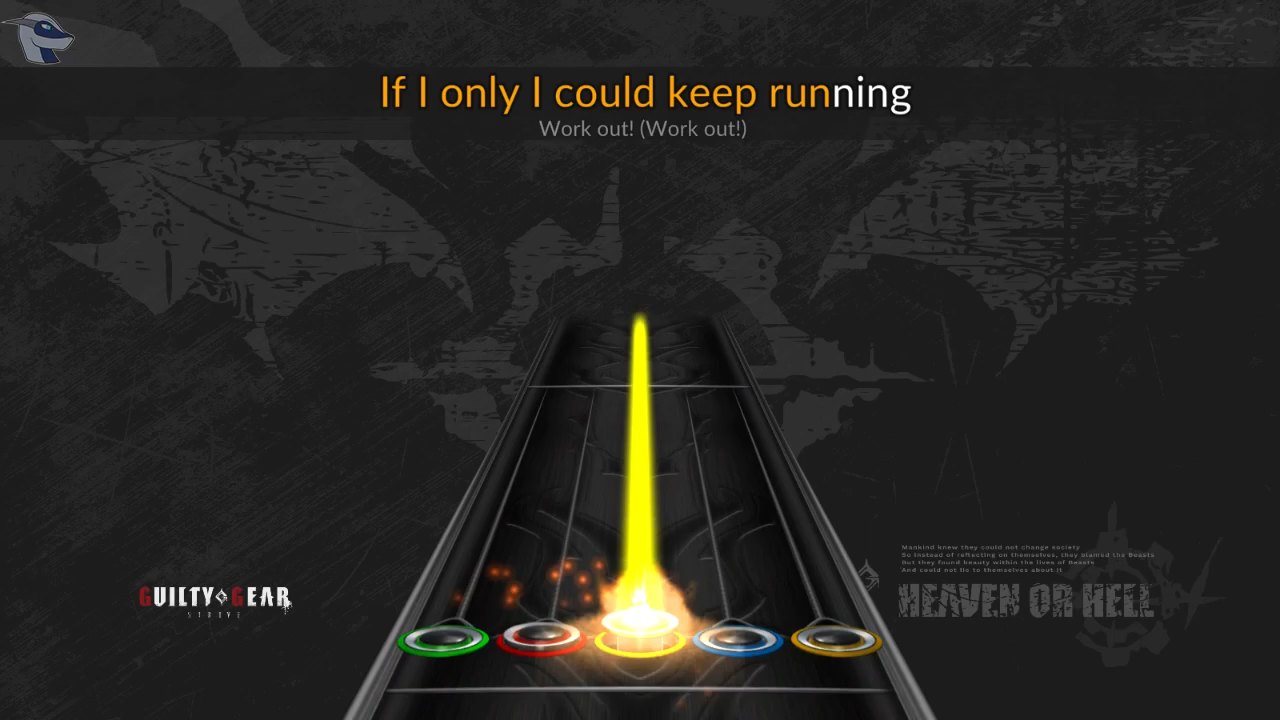 If I only I could keep running
Work out! (Work out!)
Mankind knew they could not change society
So instead of reflecting on themselves, they blamed the Beasts
But they found beauty within the lives of Beasts
And could not lie to themselves about it
GUILTY GEAR
STRIVE
HEAVEN OR HELL